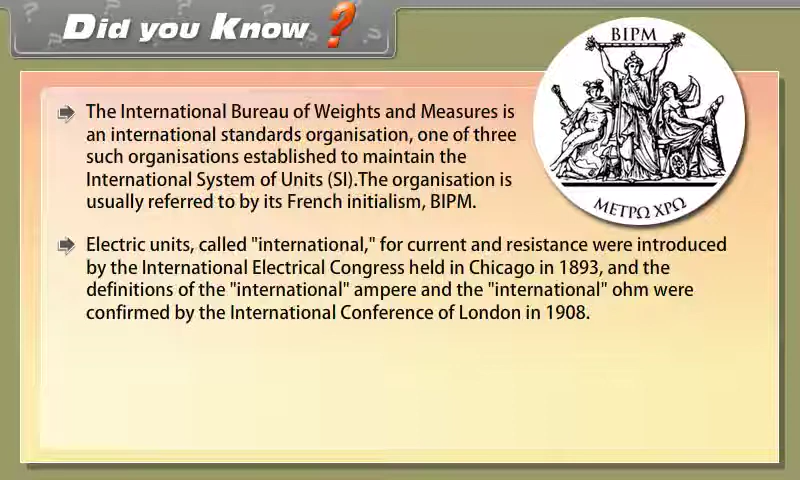 Did you Know ?
BIPM
The International Bureau of Weights and Measures is
an international standards organisation, one of three
such organisations established to maintain the
International System of Units (SI).The organisation is
usually referred to by its French initialism, BIPM.
ΜΕΤΡΩ ΧΡΩ
Electric units, called "international," for current and resistance were introduced
by the International Electrical Congress held in Chicago in 1893, and the
definitions of the "international" ampere and the "international" ohm were
confirmed by the International Conference of London in 1908.